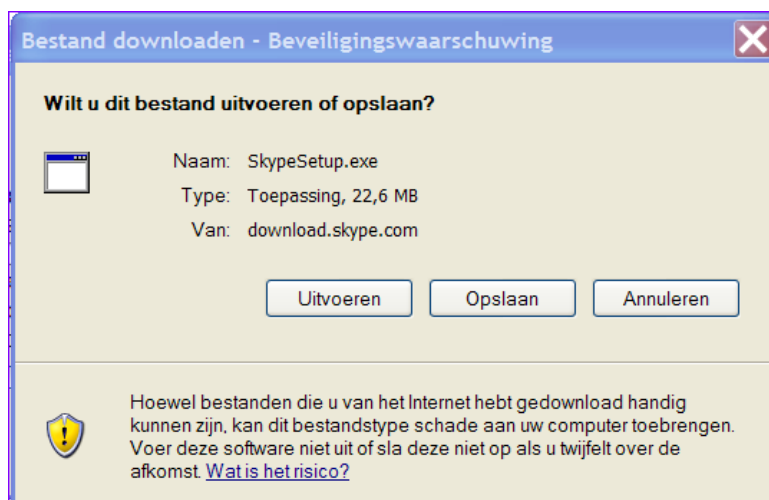 Bestand downloaden - Beveiligingswaarschuwing
Wilt u dit bestand uitvoeren of opslaan?
Naam: SkypeSetup.exe
Type: Toepassing, 22,6 MB
Van: download.skype.com
Uitvoeren Opslaan Annuleren
Hoewel bestanden die u van het Internet hebt gedownload handig
kunnen zijn, kan dit bestandstype schade aan uw computer toebrengen.
Voer deze software niet uit of sla deze niet op als u twijfelt over de
afkomst. Wat is het risico?